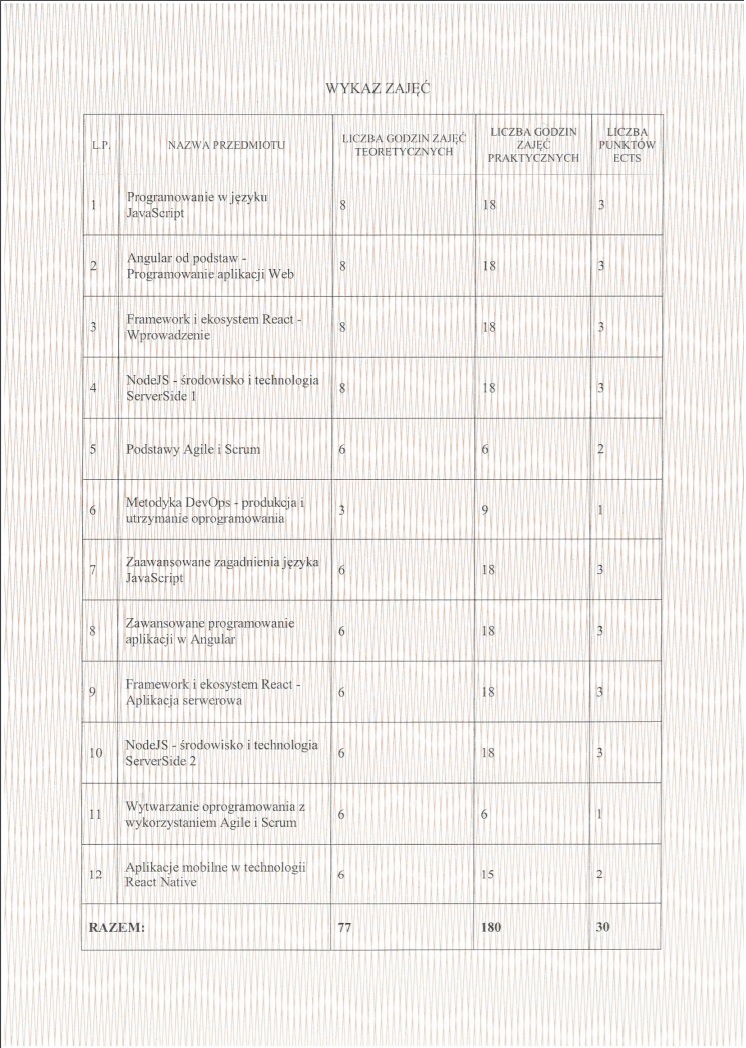 WYKAZ ZAJĘĆ
L.P.
NAZWA PRZEDMIOTU
LICZBA GODZIN ZAJĘĆ
TEORETYCZNYCH
LICZBA GODZIN
ZAJĘĆ
PRAKTYCZNYCH
LICZBA
PUNKTÓW
ECTS
1
Programowanie w języku
JavaScript
8
18
3
2
Angular od podstaw -
Programowanie aplikacji Web
8
18
3
3
Framework i ekosystem React -
Wprowadzenie
8
18
3
4
NodeJS - środowisko i technologia
ServerSide 1
8
18
3
5
Podstawy Agile i Scrum
6
6
2
6
Metodyka DevOps - produkcja i
utrzymanie oprogramowania
3
9
1
7
Zaawansowane zagadnienia języka
JavaScript
6
18
3
8
Zawansowane programowanie
aplikacji w Angular
6
18
3
9
Framework i ekosystem React -
Aplikacja serwerowa
6
18
3
10
NodeJS - środowisko i technologia
ServerSide 2
6
18
3
11
Wytwarzanie oprogramowania z
wykorzystaniem Agile i Scrum
6
6
1
12
Aplikacje mobilne w technologii
React Native
6
15
2
RAZEM:
77
180
30